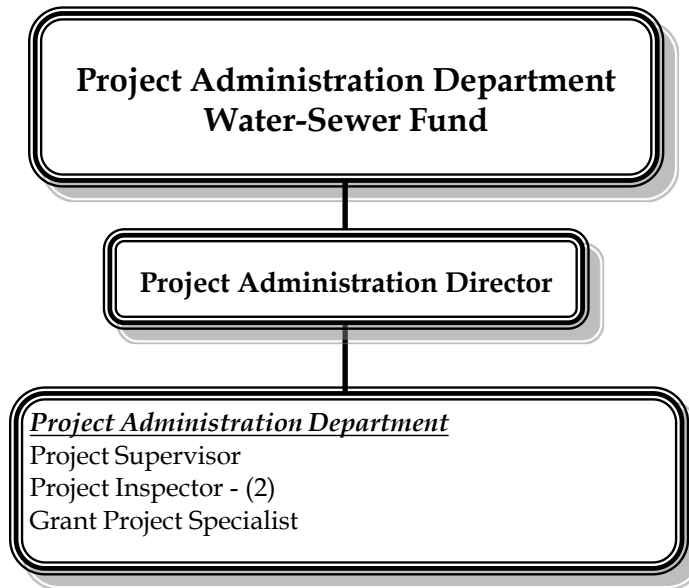 Project Administration Department
Water-Sewer Fund
Project Administration Director
Project Administration Department
Project Supervisor
Project Inspector - (2)
Grant Project Specialist